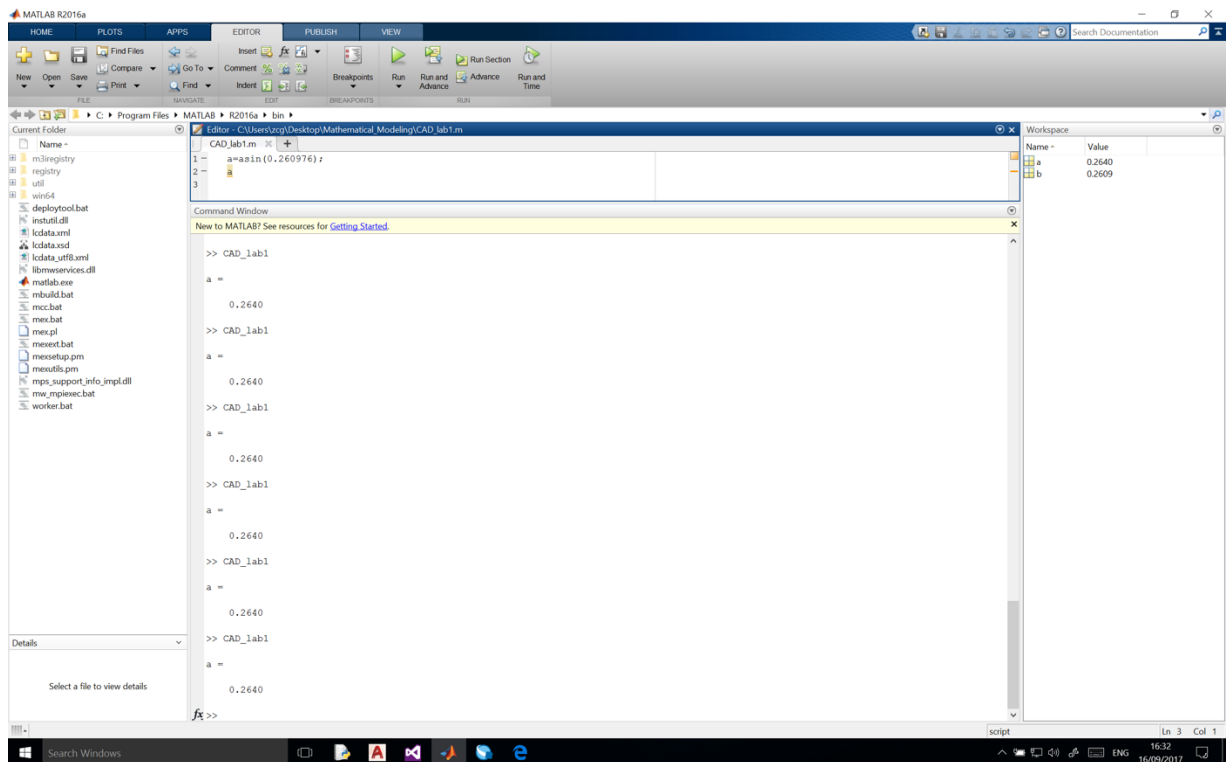 MATLAB R2016a
HOME PLOTS APPS EDITOR PUBLISH VIEW
Search Documentation
New Open Save
Find Files
Compare
Print
Go To
Find
Insert
Comment
Indent
Breakpoints
Run
Run and Advance
Run Section
Advance
Run and Time
FILE NAVIGATE EDIT BREAKPOINTS RUN
C: Program Files MATLAB R2016a bin
Current Folder
Name
m3iregistry
registry
util
win64
deploytool.bat
instutil.dll
lcdata.xml
lcdata.xsd
lcdata_utf8.xml
libmwservices.dll
matlab.exe
mbuild.bat
mcc.bat
mex.bat
mex.pl
mexext.bat
mexsetup.pm
mexutils.pm
mps_support_info_impl.dll
mw_mpiexec.bat
worker.bat
Details
Select a file to view details
Editor - C:\Users\zcg\Desktop\Mathematical_Modeling\CAD_lab1.m
CAD_lab1.m
1 a=asin(0.260976);
2 a
3
Command Window
New to MATLAB? See resources for Getting Started.
>> CAD_lab1
a =
0.2640
>> CAD_lab1
a =
0.2640
>> CAD_lab1
a =
0.2640
>> CAD_lab1
a =
0.2640
>> CAD_lab1
a =
0.2640
>> CAD_lab1
a =
0.2640
fx >>
Workspace
Name Value
a 0.2640
b 0.2609
script Ln 3 Col 1
Search Windows
ENG
16:32
16/09/2017